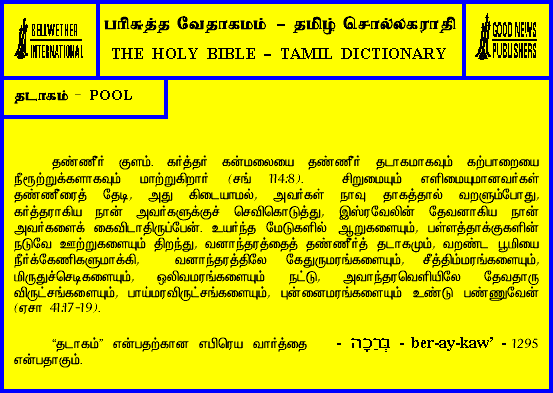 BELLWETHER
INTERNATIONAL
பரிசுத்த வேதாகமம் – தமிழ் சொல்லகராதி
THE HOLY BIBLE – TAMIL DICTIONARY
GOOD NEWS
PUBLISHERS
தடாகம் – POOL
தண்ணீர் குளம். கர்த்தர் கன்மலையை தண்ணீர் தடாகமாகவும் கற்பாறையை
நீரூற்றுக்களாகவும் மாற்றுகிறார் (சங் 114:8). சிறுமையும் எளிமையுமானவர்கள்
தண்ணீரைத் தேடி, அது கிடையாமல், அவர்கள் நாவு தாகத்தால் வறளும்போது,
கர்த்தராகிய நான் அவர்களுக்குச் செவிகொடுத்து, இஸ்ரவேலின் தேவனாகிய நான்
அவர்களைக் கைவிடாதிருப்பேன். உயர்ந்த மேடுகளில் ஆறுகளையும், பள்ளத்தாக்குகளின்
நடுவே ஊற்றுகளையும் திறந்து, வனாந்தரத்தைத் தண்ணீர்த் தடாகமும், வறண்ட பூமியை
நீர்க்கேணிகளுமாக்கி, வனாந்தரத்திலே கேதுருமரங்களையும், சீத்திம்மரங்களையும்,
மிருதுச்செடிகளையும், ஒலிவமரங்களையும் நட்டு, அவாந்தரவெளியிலே தேவதாரு
விருட்சங்களையும், பாய்மரவிருட்சங்களையும், புன்னைமரங்களையும் உண்டு பண்ணுவேன்
(ஏசா 41:17-19).
“தடாகம்” என்பதற்கான எபிரெய வார்த்தை - בְּרֵכָה - ber-ay-kaw’ - 1295
என்பதாகும்.